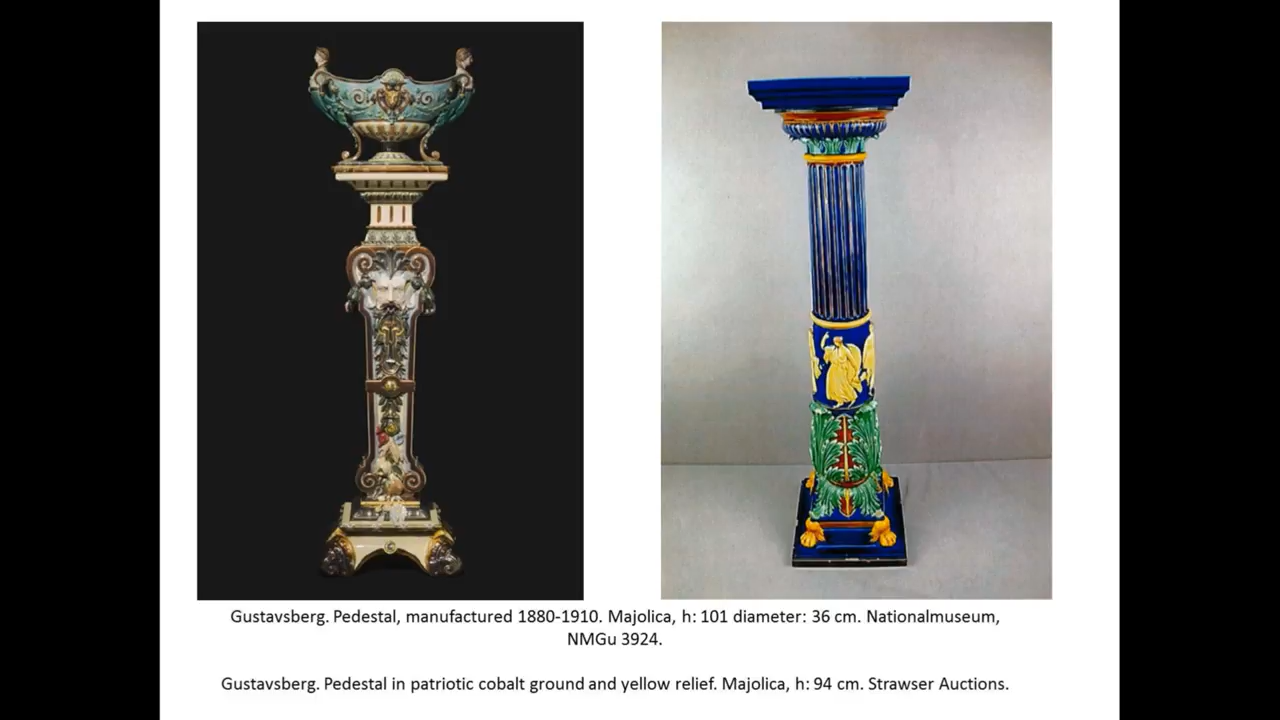 Gustavsberg. Pedestal, manufactured 1880-1910. Majolica, h: 101 diameter: 36 cm. Nationalmuseum,
NMGu 3924.
Gustavsberg. Pedestal in patriotic cobalt ground and yellow relief. Majolica, h: 94 cm. Strawser Auctions.